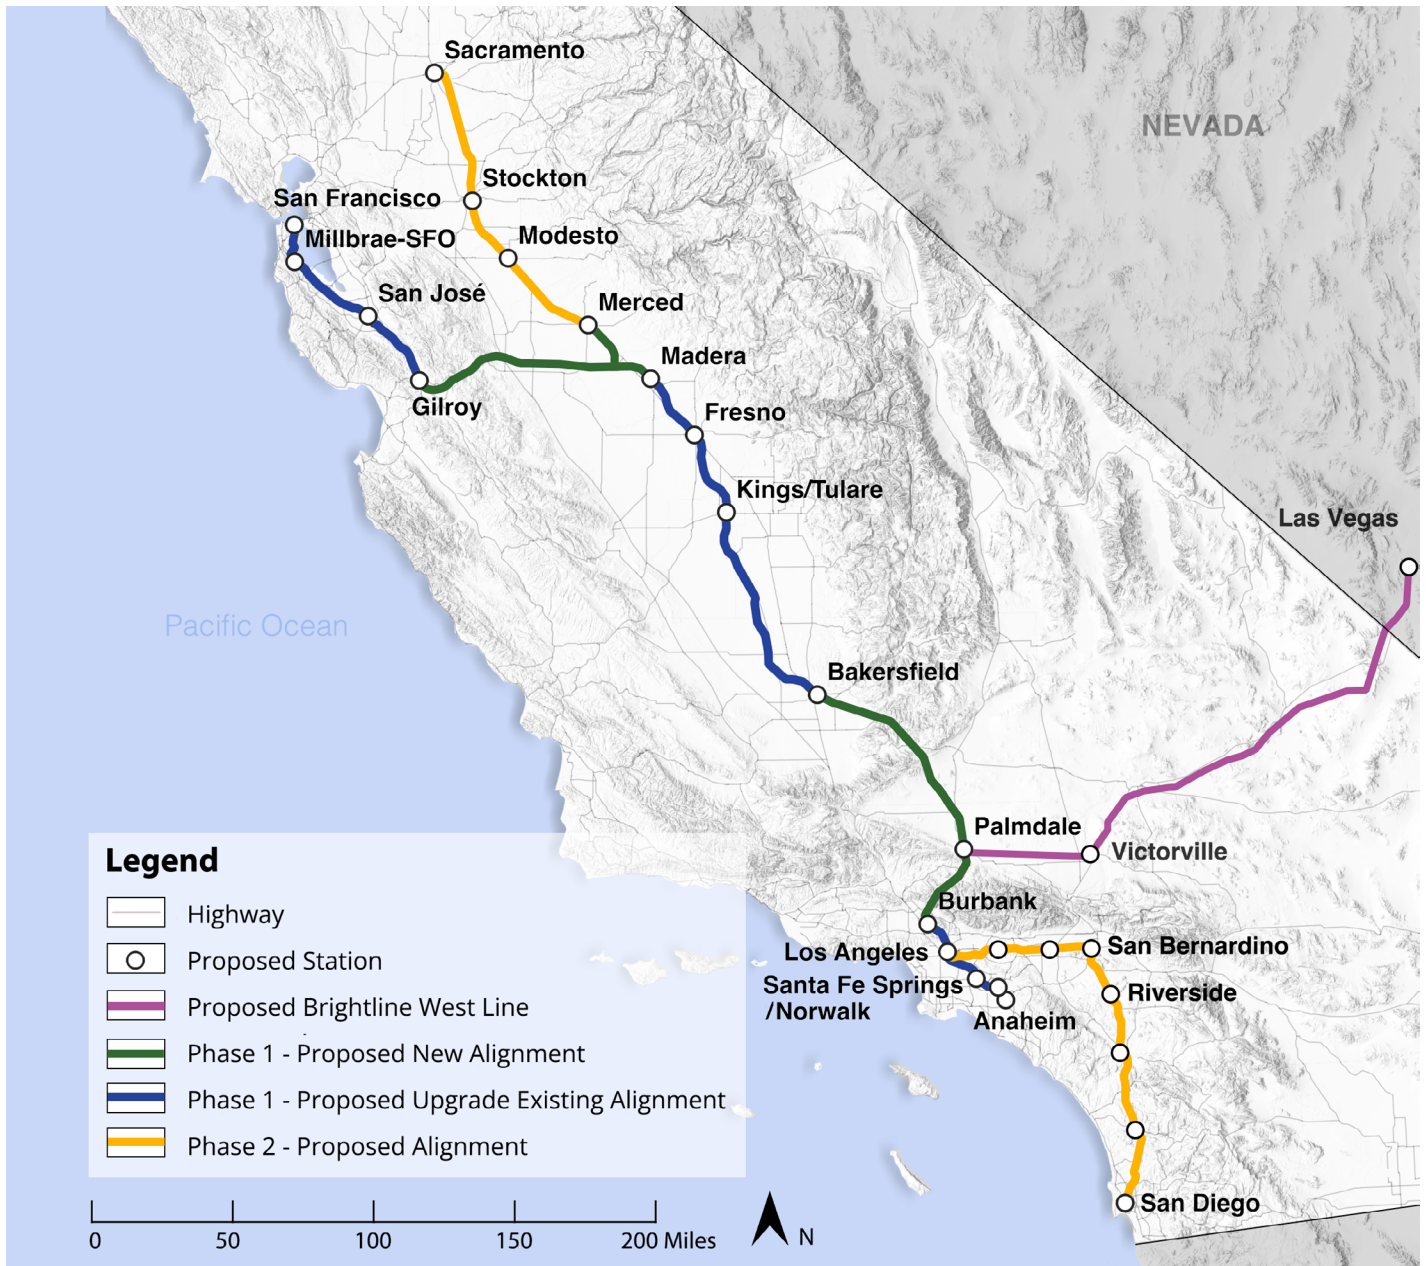 Sacramento
NEVADA
Stockton
San Francisco
Modesto
Millbrae-SFO
San José
Merced
Madera
Gilroy
Fresno
Kings/Tulare
Las Vegas
Pacific Ocean
Bakersfield
Palmdale
Victorville
Burbank
Los Angeles
San Bernardino
Santa Fe Springs
/Norwalk
Riverside
Anaheim
San Diego
Legend
Highway
Proposed Station
Proposed Brightline West Line
Phase 1 - Proposed New Alignment
Phase 1 - Proposed Upgrade Existing Alignment
Phase 2 - Proposed Alignment
0 50 100 150 200 Miles
N